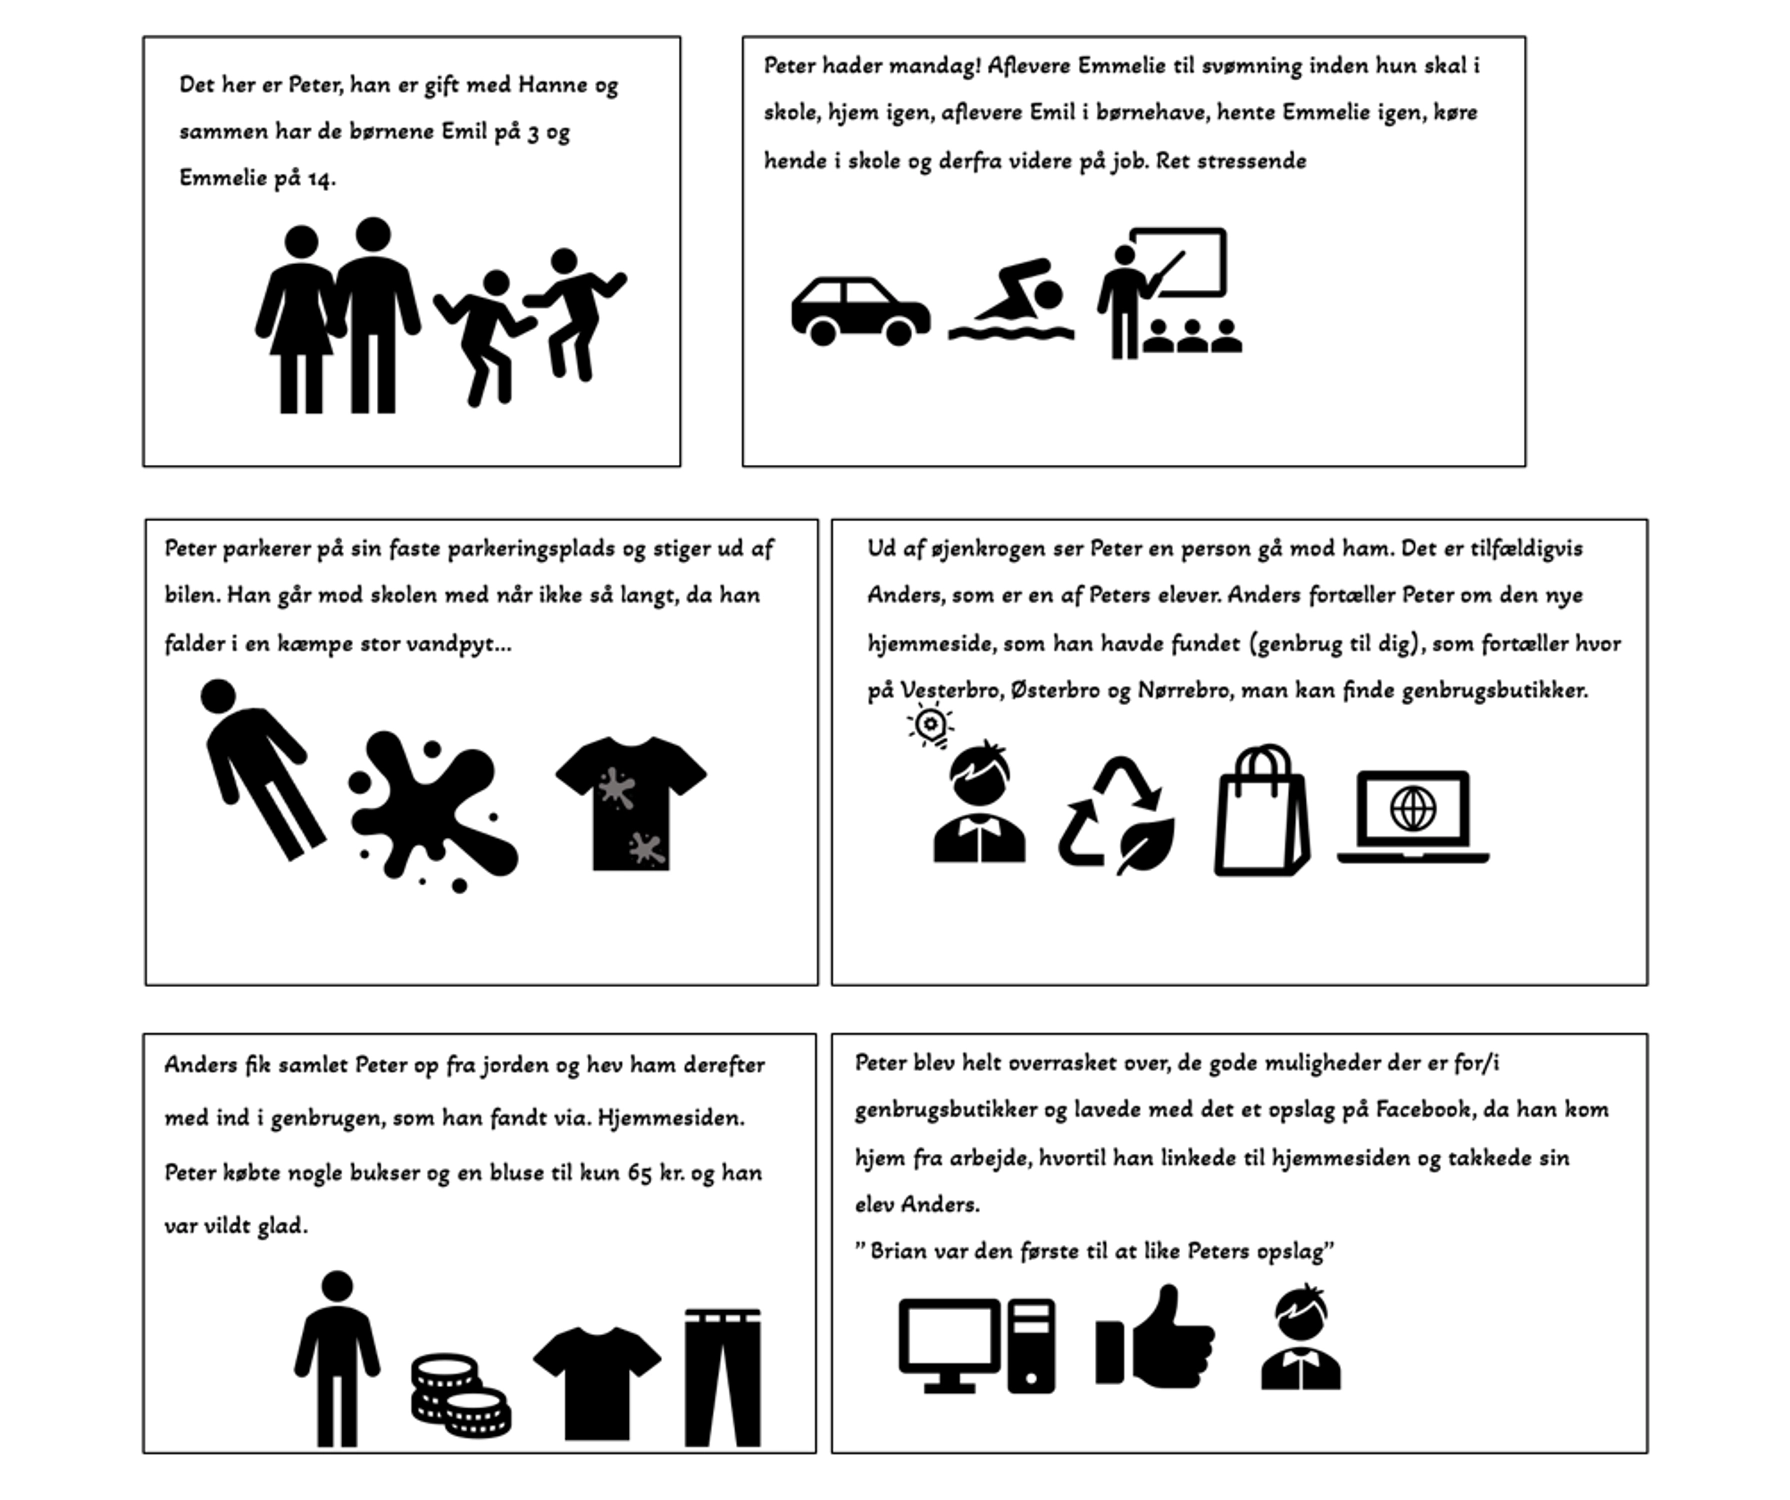 Det her er Peter, han er gift med Hanne og
sammen har de børnene Emil på 3 og
Emmelie på 14.
Peter hader mandag! Aflevere Emmelie til svømning inden hun skal i
skole, hjem igen, aflevere Emil i børnehave, hente Emmelie igen, køre
hende i skole og derfra videre på job. Ret stressende
Peter parkerer på sin faste parkeringsplads og stiger ud af
bilen. Han går mod skolen med når ikke så langt, da han
falder i en kæmpe stor vandpyt...
Ud af øjenkrogen ser Peter en person gå mod ham. Det er tilfældigvis
Anders, som er en af Peters elever. Anders fortæller Peter om den nye
hjemmeside, som han havde fundet (genbrug til dig), som fortæller hvor
på Vesterbro, Østerbro og Nørrebro, man kan finde genbrugsbutikker.
Anders fik samlet Peter op fra jorden og hev ham derefter
med ind i genbrugen, som han fandt via. Hjemmesiden.
Peter købte nogle bukser og en bluse til kun 65 kr. og han
var vildt glad.
Peter blev helt overrasket over, de gode muligheder der er for/i
genbrugsbutikker og lavede med det et opslag på Facebook, da han kom
hjem fra arbejde, hvortil han linkede til hjemmesiden og takkede sin
elev Anders.
” Brian var den første til at like Peters opslag”